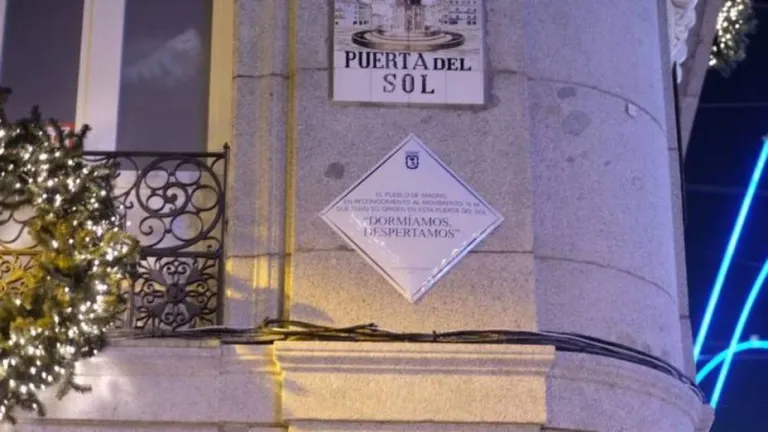 PUERTA DEL
SOL
EL PUEBLO DE MADRID,
EN RECONOCIMIENTO AL MOVIMIENTO 15 M
QUE TUVO SU ORIGEN EN ESTA PUERTA DEL SOL
"DORMÍAMOS,
DESPERTAMOS"